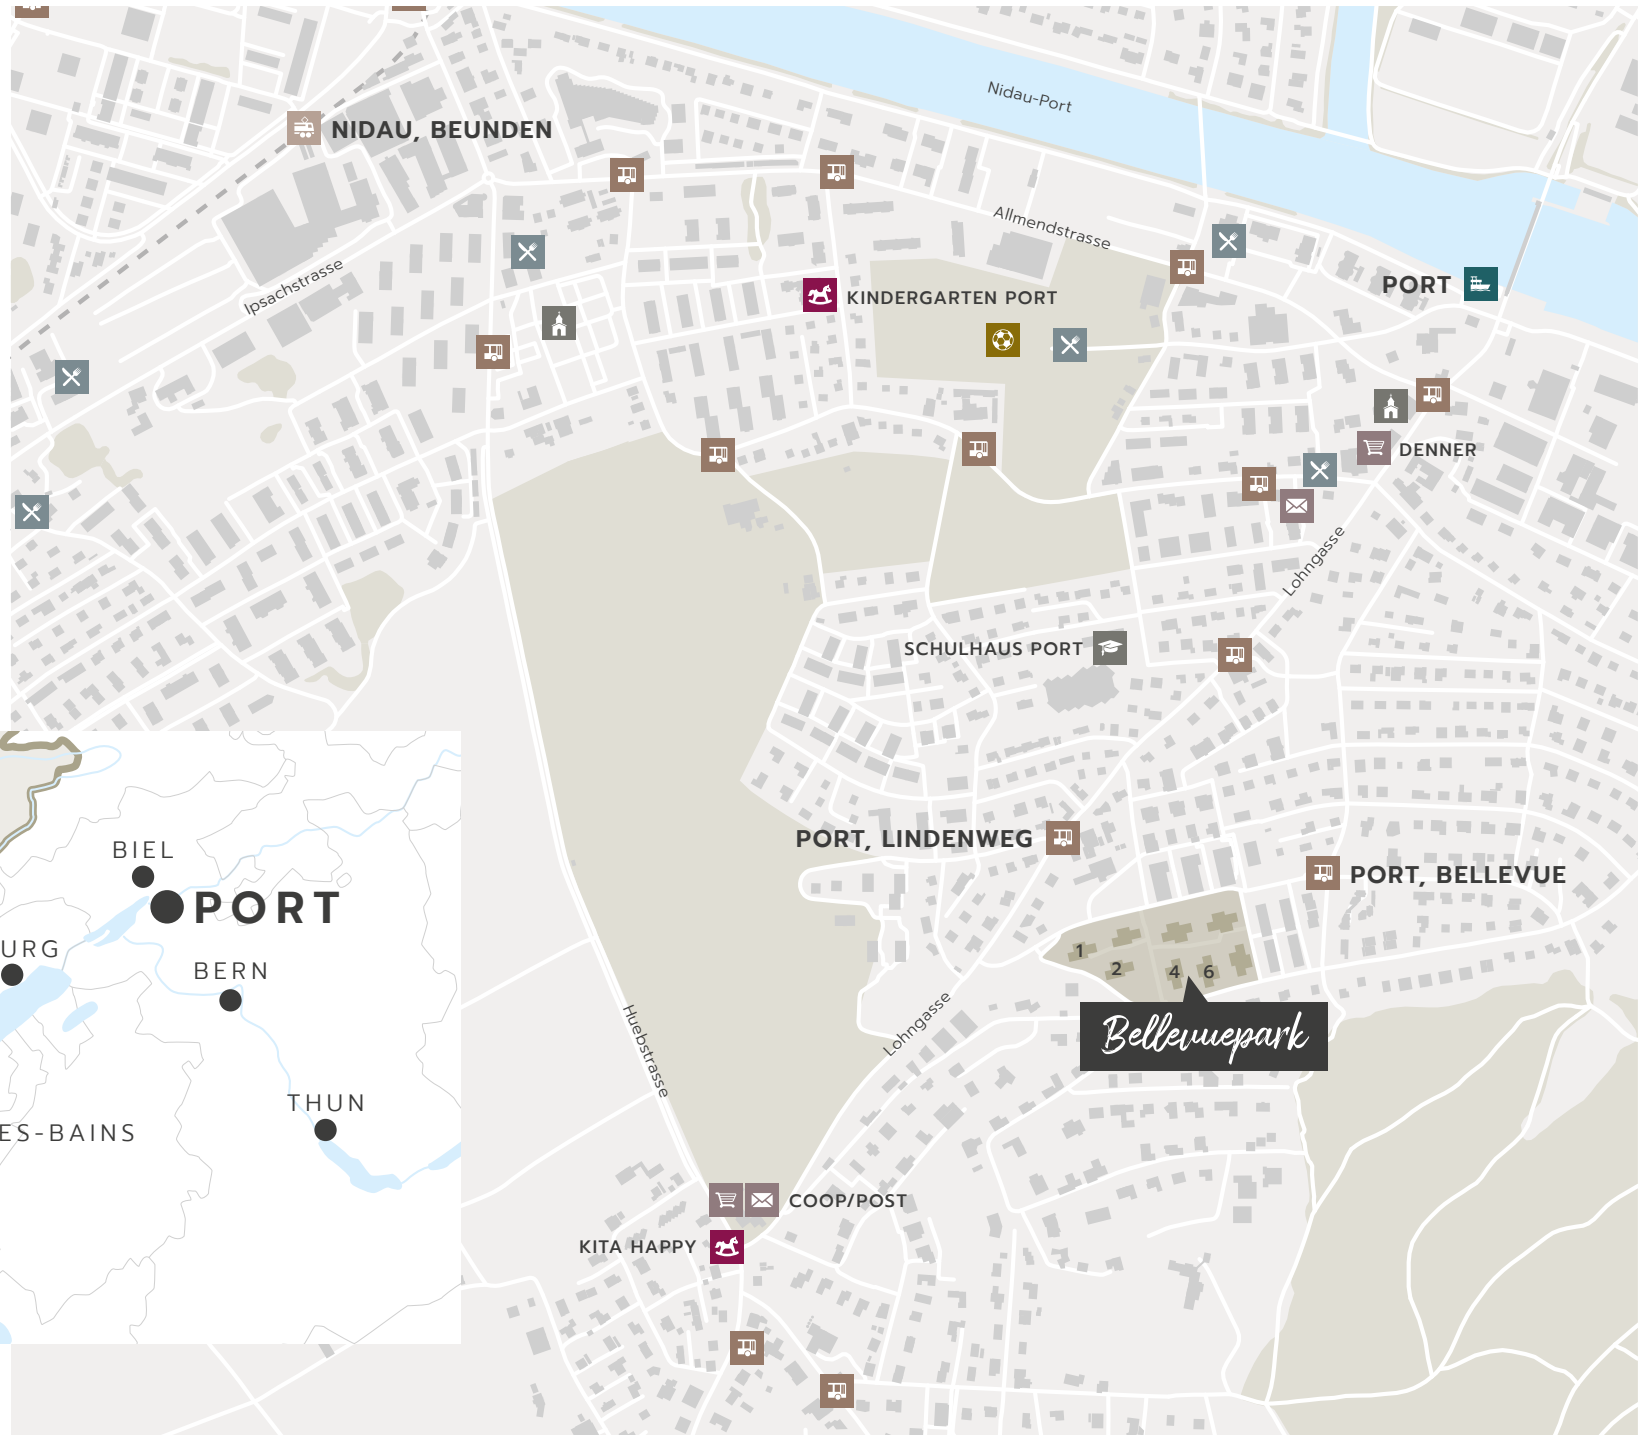 Nidau-Port
NIDAU, BEUNDEN
Allmendstrasse
Ipsachstrasse
PORT
KINDERGARTEN PORT
DENNER
Lohngasse
SCHULHAUS PORT
PORT, LINDENWEG
PORT, BELLEVUE
BIEL
PORT
URG
BERN
THUN
ES-BAINS
1
2
4
6
Bellevuepark
Huebstrasse
Lohngasse
COOP/POST
KITA HAPPY